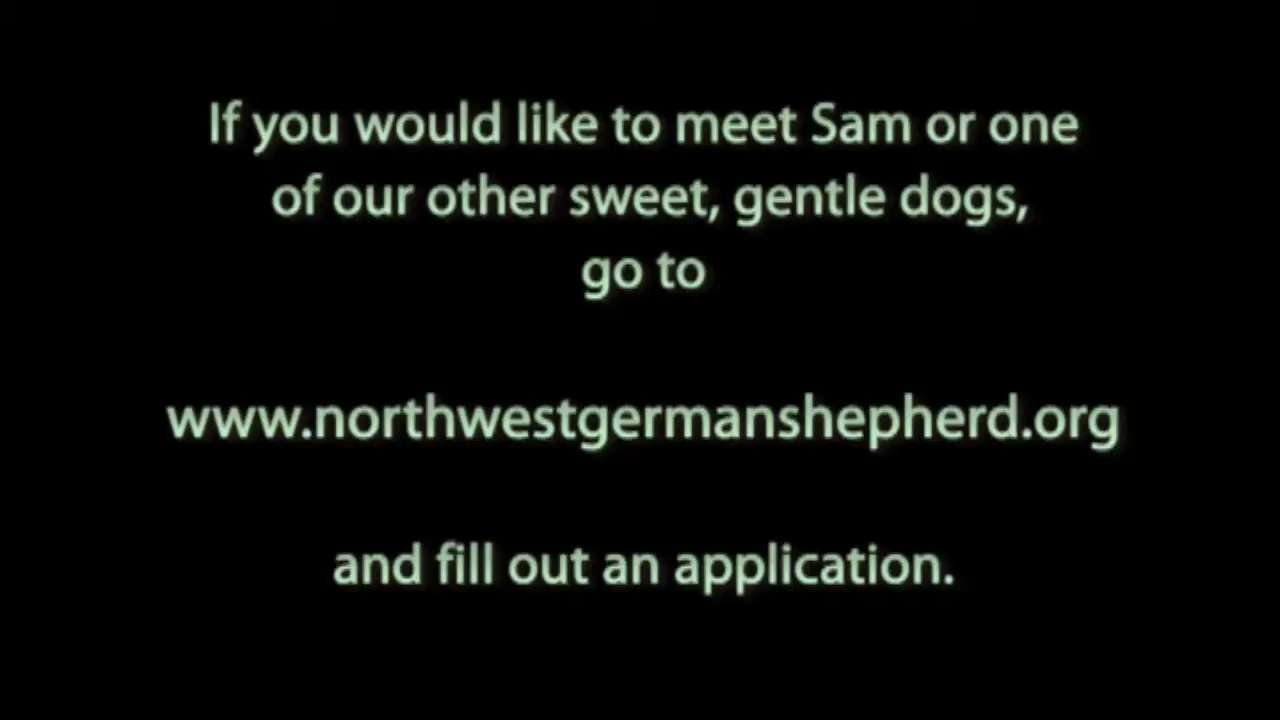 If you would like to meet Sam or one
of our other sweet, gentle dogs,
go to
www.northwestgermanshepherd.org
and fill out an application.